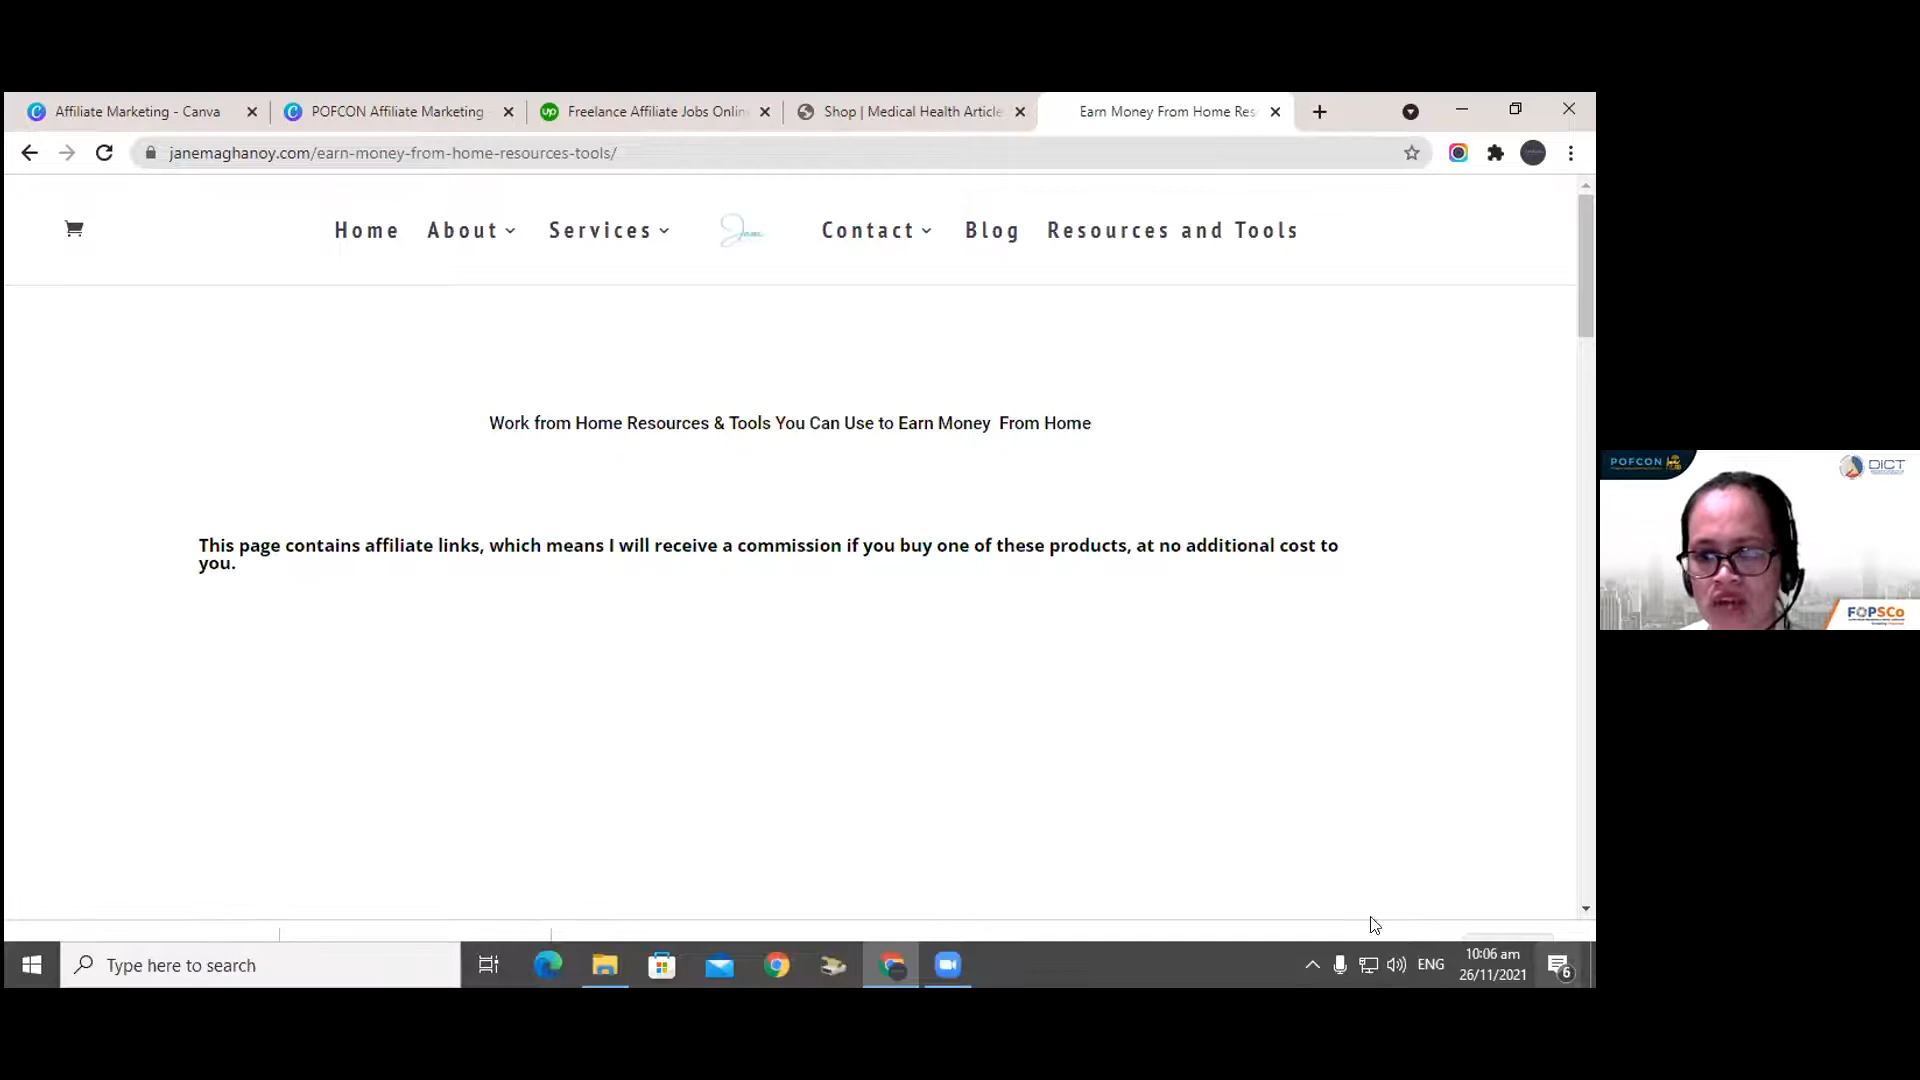 Affiliate Marketing - Canva
POFCON Affiliate Marketing
Freelance Affiliate Jobs Onlin
Shop | Medical Health Article
Earn Money From Home Res
janemaghanoy.com/earn-money-from-home-resources-tools/
Home About Services Contact Blog Resources and Tools
Work from Home Resources & Tools You Can Use to Earn Money From Home
This page contains affiliate links, which means I will receive a commission if you buy one of these products, at no additional cost to
you.
POFCON
DICT
FOPSCo
Type here to search
ENG
10:06 am
26/11/2021
6